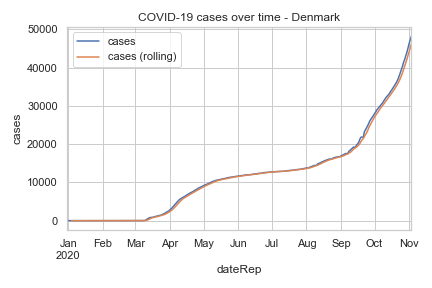 COVID-19 cases over time - Denmark
cases
cases (rolling)
50000
40000
30000
20000
10000
0
cases
Jan Feb Mar Apr May Jun Jul Aug Sep Oct Nov
2020
dateRep